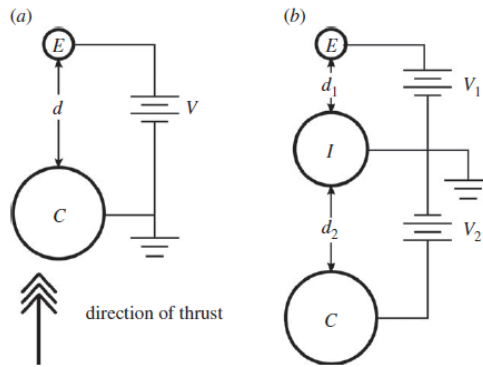 (a)
E
d
V
C
direction of thrust
(b)
E
d1
V1
I
d2
V2
C